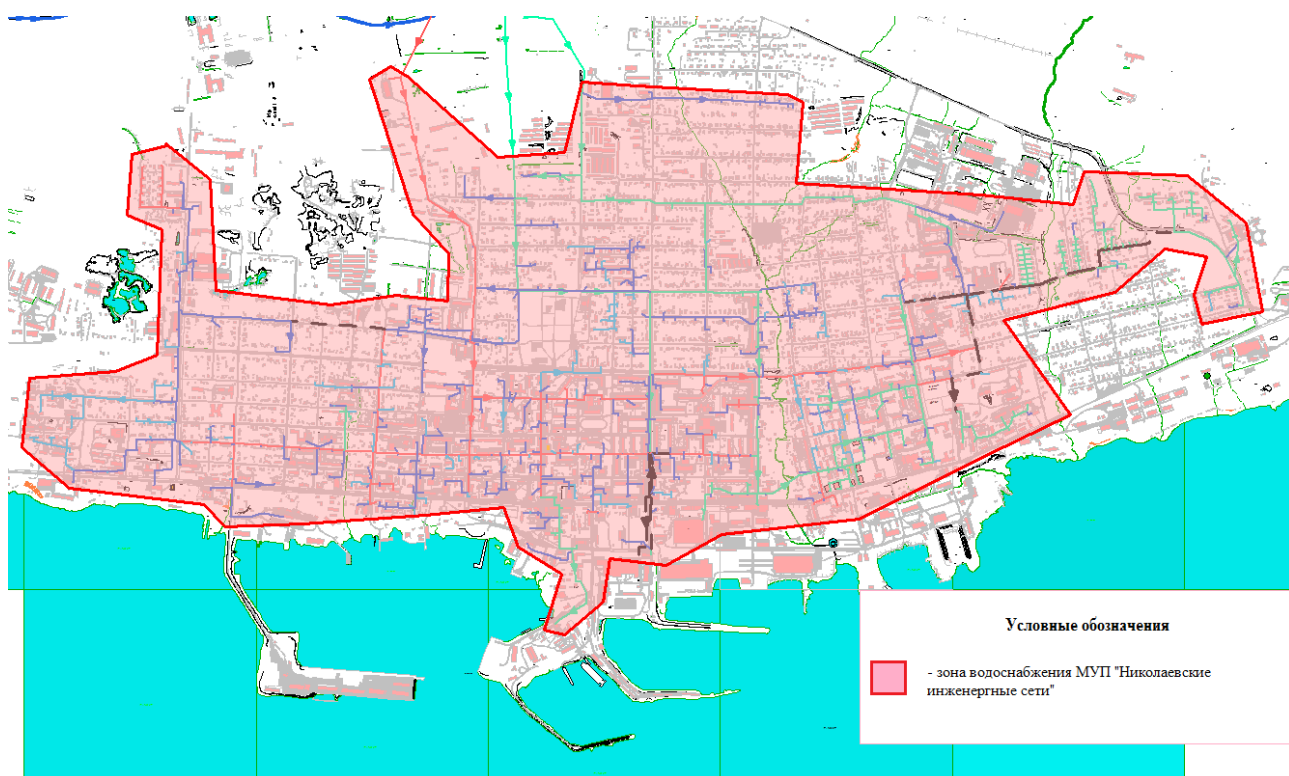 Условные обозначения
- зона водоснабжения МУП "Николаевские
инженергные сети"